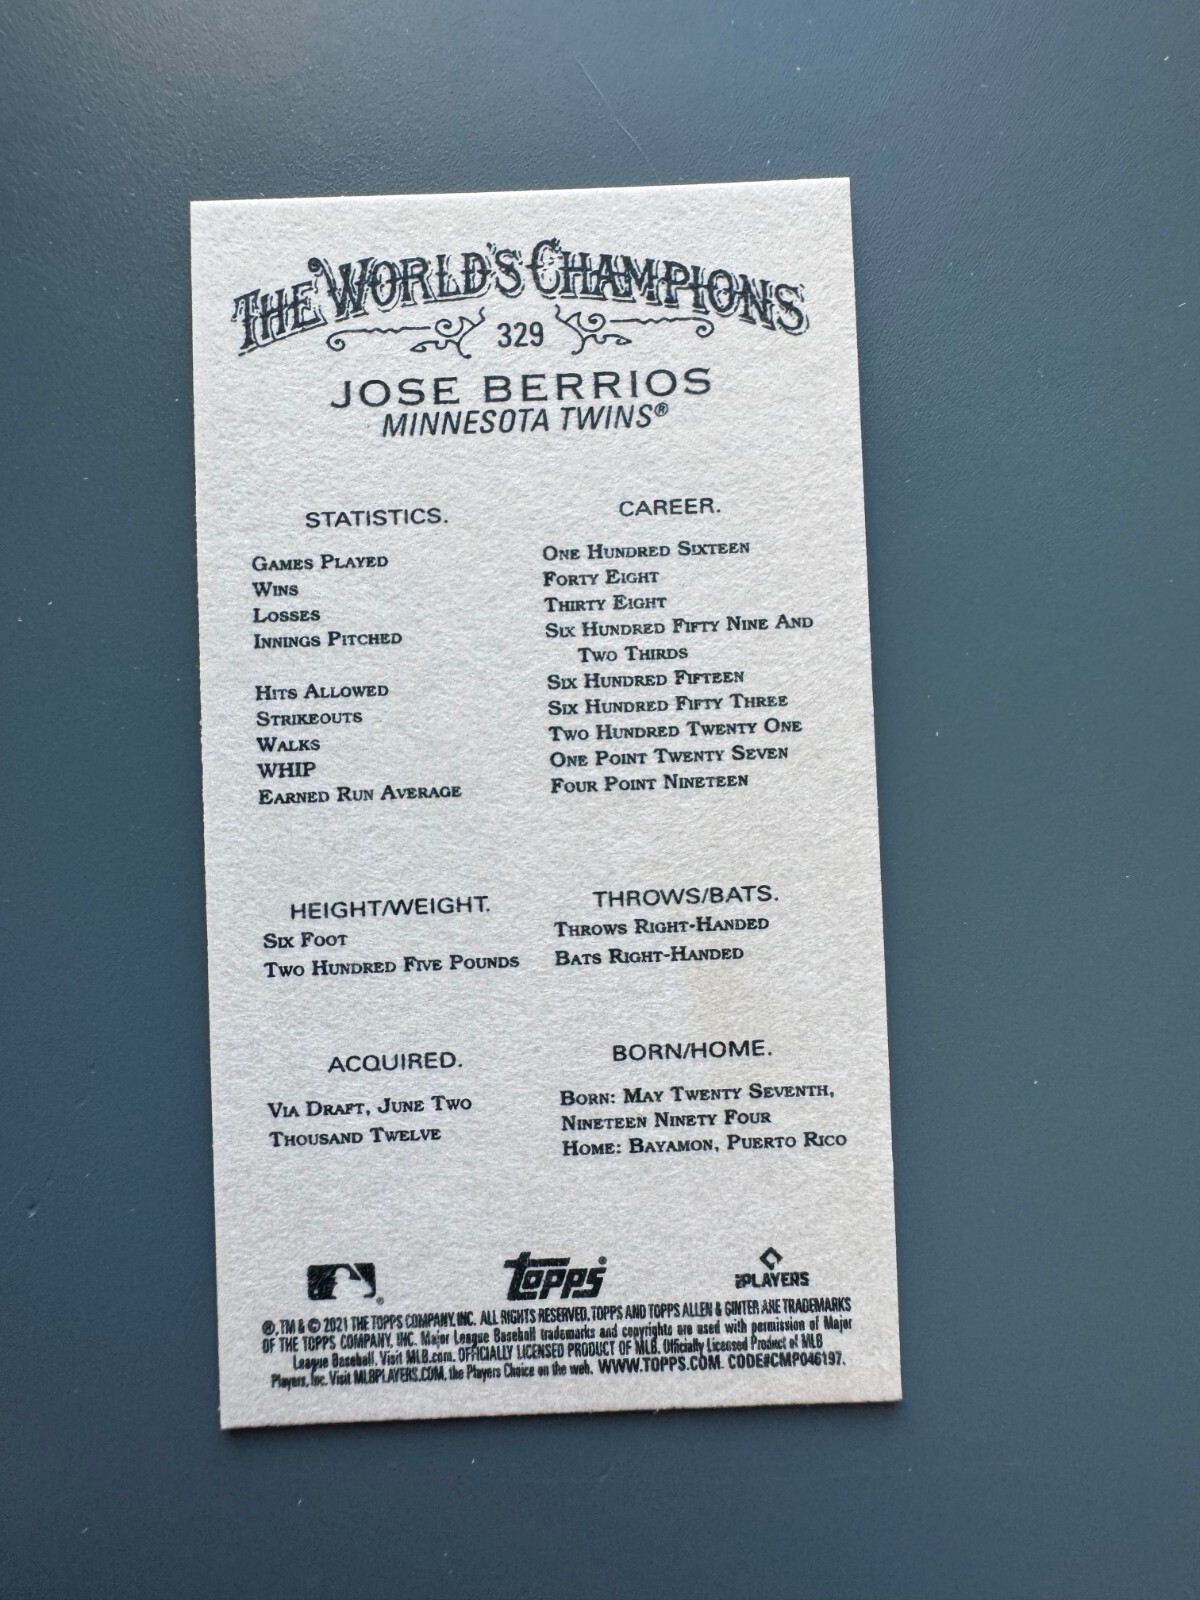 THE WORLD'S CHAMPIONS
329
JOSE BERRIOS
MINNESOTA TWINS®
STATISTICS.
GAMES PLAYED
WINS
LOSSES
INNINGS PITCHED
HITS ALLOWED
STRIKEOUTS
WALKS
WHIP
EARNED RUN AVERAGE
CAREER.
ONE HUNDRED SIXTEEN
FORTY EIGHT
THIRTY EIGHT
SIX HUNDRED FIFTY NINE AND
TWO THIRDS
SIX HUNDRED FIFTEEN
SIX HUNDRED FIFTY THREE
TWO HUNDRED TWENTY ONE
ONE POINT TWENTY SEVEN
FOUR POINT NINETEEN
HEIGHT/WEIGHT.
SIX FOOT
TWO HUNDRED FIVE POUNDS
THROWS/BATS.
THROWS RIGHT-HANDED
BATS RIGHT-HANDED
ACQUIRED.
VIA DRAFT, JUNE TWO
THOUSAND TWELVE
BORN/HOME.
BORN: MAY TWENTY SEVENTH,
NINETEEN NINETY FOUR
HOME: BAYAMON, PUERTO RICO
topps®
PLAYERS
®, TM & © 2021 THE TOPPS COMPANY, INC. ALL RIGHTS RESERVED. TOPPS AND TOPPS ALLEN & GINTER ARE TRADEMARKS
OF THE TOPPS COMPANY, INC. Major League Baseball trademarks and copyrights are used with permission of Major
League Baseball. Visit MLB.com. OFFICIALLY LICENSED PRODUCT OF MLB. Officially Licensed Product of MLB
Players, Inc. Visit MLBPLAYERS.COM, the Players Choice on the web. WWW.TOPPS.COM. CODE#CMP046197.